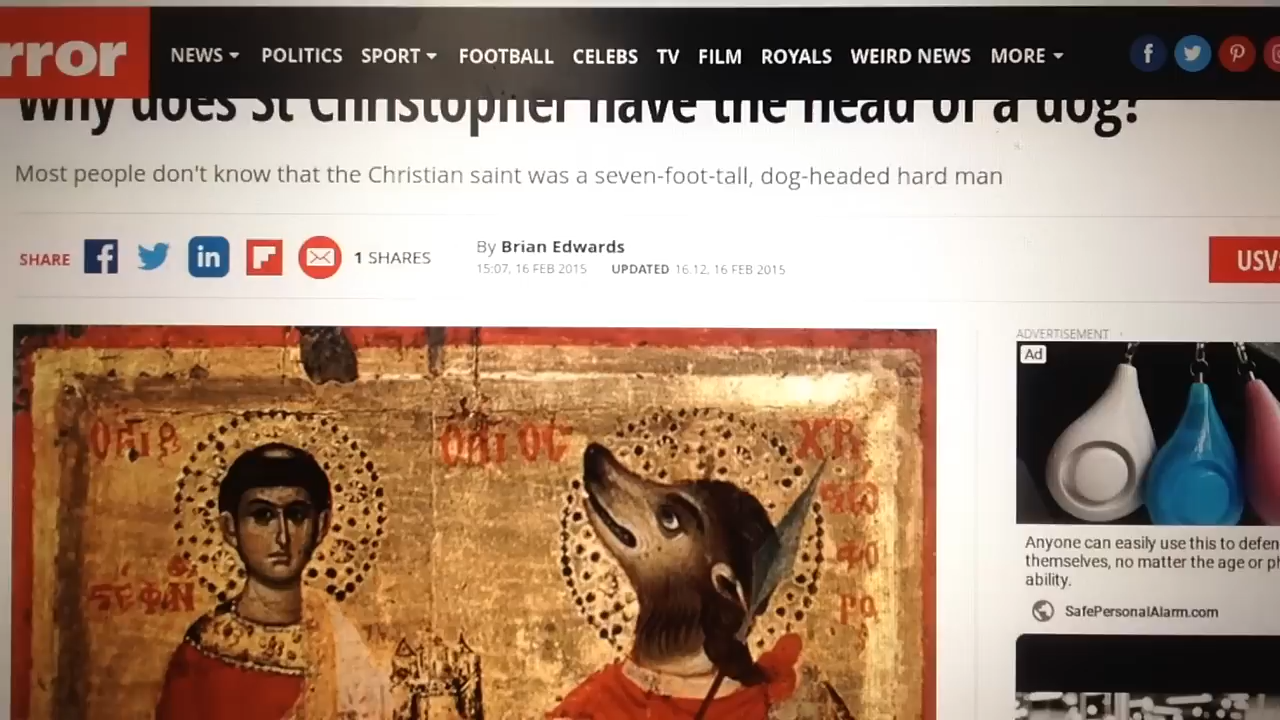 rror
NEWS POLITICS SPORT FOOTBALL CELEBS TV FILM ROYALS WEIRD NEWS MORE
Why does St Christopher have the head of a dog?
Most people don't know that the Christian saint was a seven-foot-tall, dog-headed hard man
SHARE
in
1 SHARES
By Brian Edwards
15:07, 16 FEB 2015 UPDATED 16:12, 16 FEB 2015
USV
ADVERTISEMENT
Ad
Anyone can easily use this to defen
themselves, no matter the age or ph
ability.
SafePersonalAlarm.com